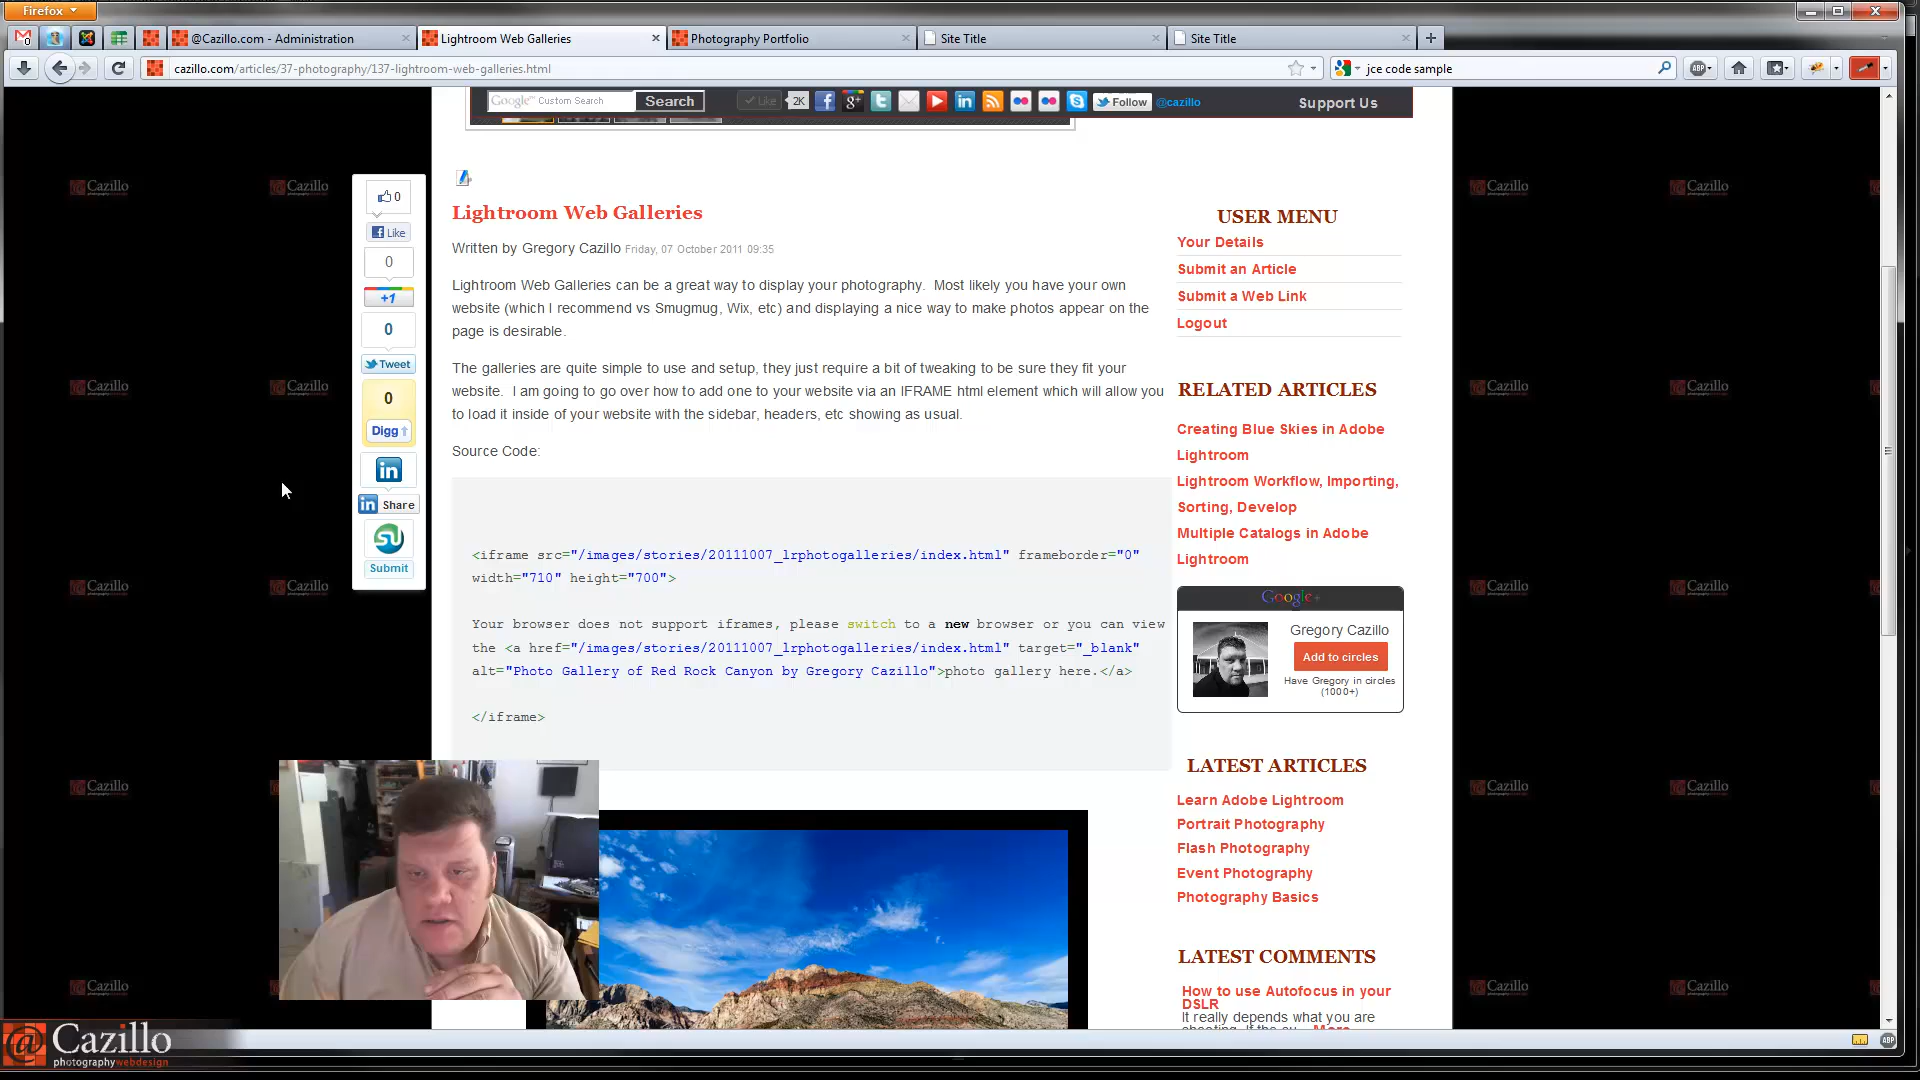 Firefox
@Cazillo.com - Administration
Lightroom Web Galleries
Photography Portfolio
Site Title
Site Title
cazillo.com/articles/37-photography/137-lightroom-web-galleries.html
jce code sample
Google™ Custom Search
Search
Like
2K
Follow
@cazillo
Support Us
0
Like
0
+1
0
Tweet
0
Digg
in
in Share
Submit
Lightroom Web Galleries
Written by Gregory Cazillo Friday, 07 October 2011 09:35
Lightroom Web Galleries can be a great way to display your photography.  Most likely you have your own
website (which I recommend vs Smugmug, Wix, etc) and displaying a nice way to make photos appear on the
page is desirable.
The galleries are quite simple to use and setup, they just require a bit of tweaking to be sure they fit your
website.  I am going to go over how to add one to your website via an IFRAME html element which will allow you
to load it inside of your website with the sidebar, headers, etc showing as usual.
Source Code:
<iframe src="/images/stories/20111007_lrphotogalleries/index.html" frameborder="0"
width="710" height="700">
Your browser does not support iframes, please switch to a new browser or you can view
the <a href="/images/stories/20111007_lrphotogalleries/index.html" target="_blank"
alt="Photo Gallery of Red Rock Canyon by Gregory Cazillo">photo gallery here.</a>
</iframe>
USER MENU
Your Details
Submit an Article
Submit a Web Link
Logout
RELATED ARTICLES
Creating Blue Skies in Adobe
Lightroom
Lightroom Workflow, Importing,
Sorting, Develop
Multiple Catalogs in Adobe
Lightroom
Google+
Gregory Cazillo
Add to circles
Have Gregory in circles
(1000+)
LATEST ARTICLES
Learn Adobe Lightroom
Portrait Photography
Flash Photography
Event Photography
Photography Basics
LATEST COMMENTS
How to use Autofocus in your
DSLR
It really depends what you are
@Cazillo
photographywebdesign